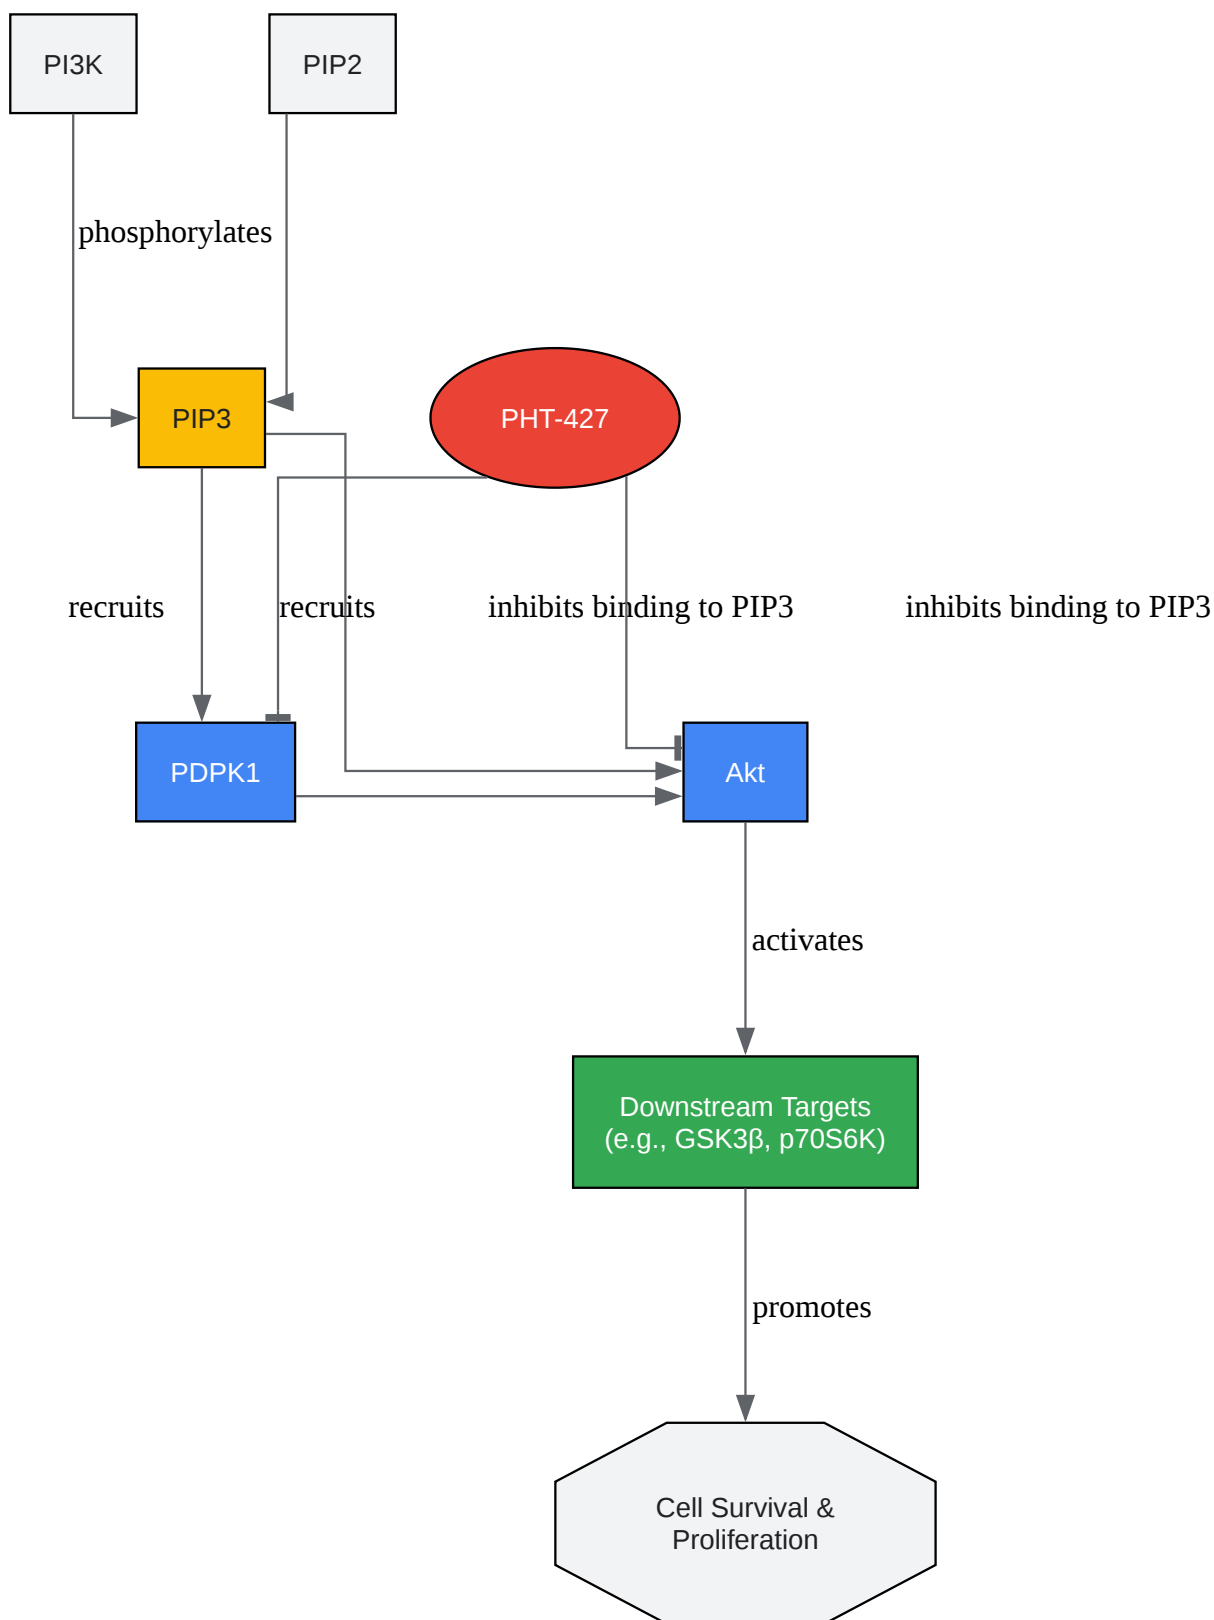 PI3K
PIP2
phosphorylates
PIP3
PHT-427
recruits
recruits
inhibits binding to PIP3
inhibits binding to PIP3
PDPK1
Akt
activates
Downstream Targets
(e.g., GSK3β, p70S6K)
promotes
Cell Survival &
Proliferation